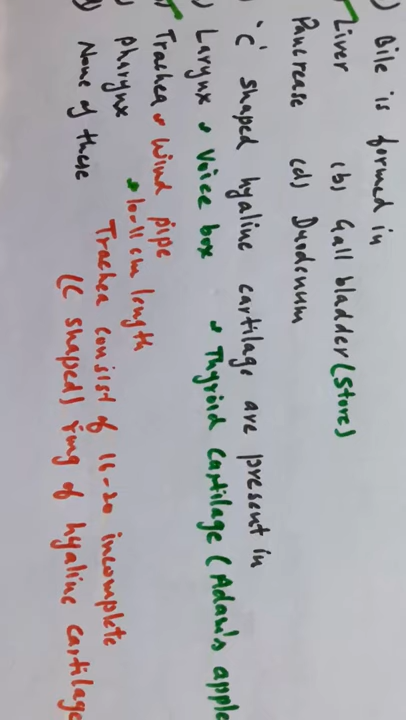 ) Bile is formed in
Liver (b) Gall bladder (store)
Pancrease (d) Duodenum
'C' shaped hyaline cartilage are present in
Larynx → Voice box → Thyroid Cartilage (Adam's apple
Trachea → Wind pipe
→ 10-11 cm length
) Pharynx
Trachea consist of 16-20 incomplete
) None of these
(C shaped) ring of hyaline cartilage